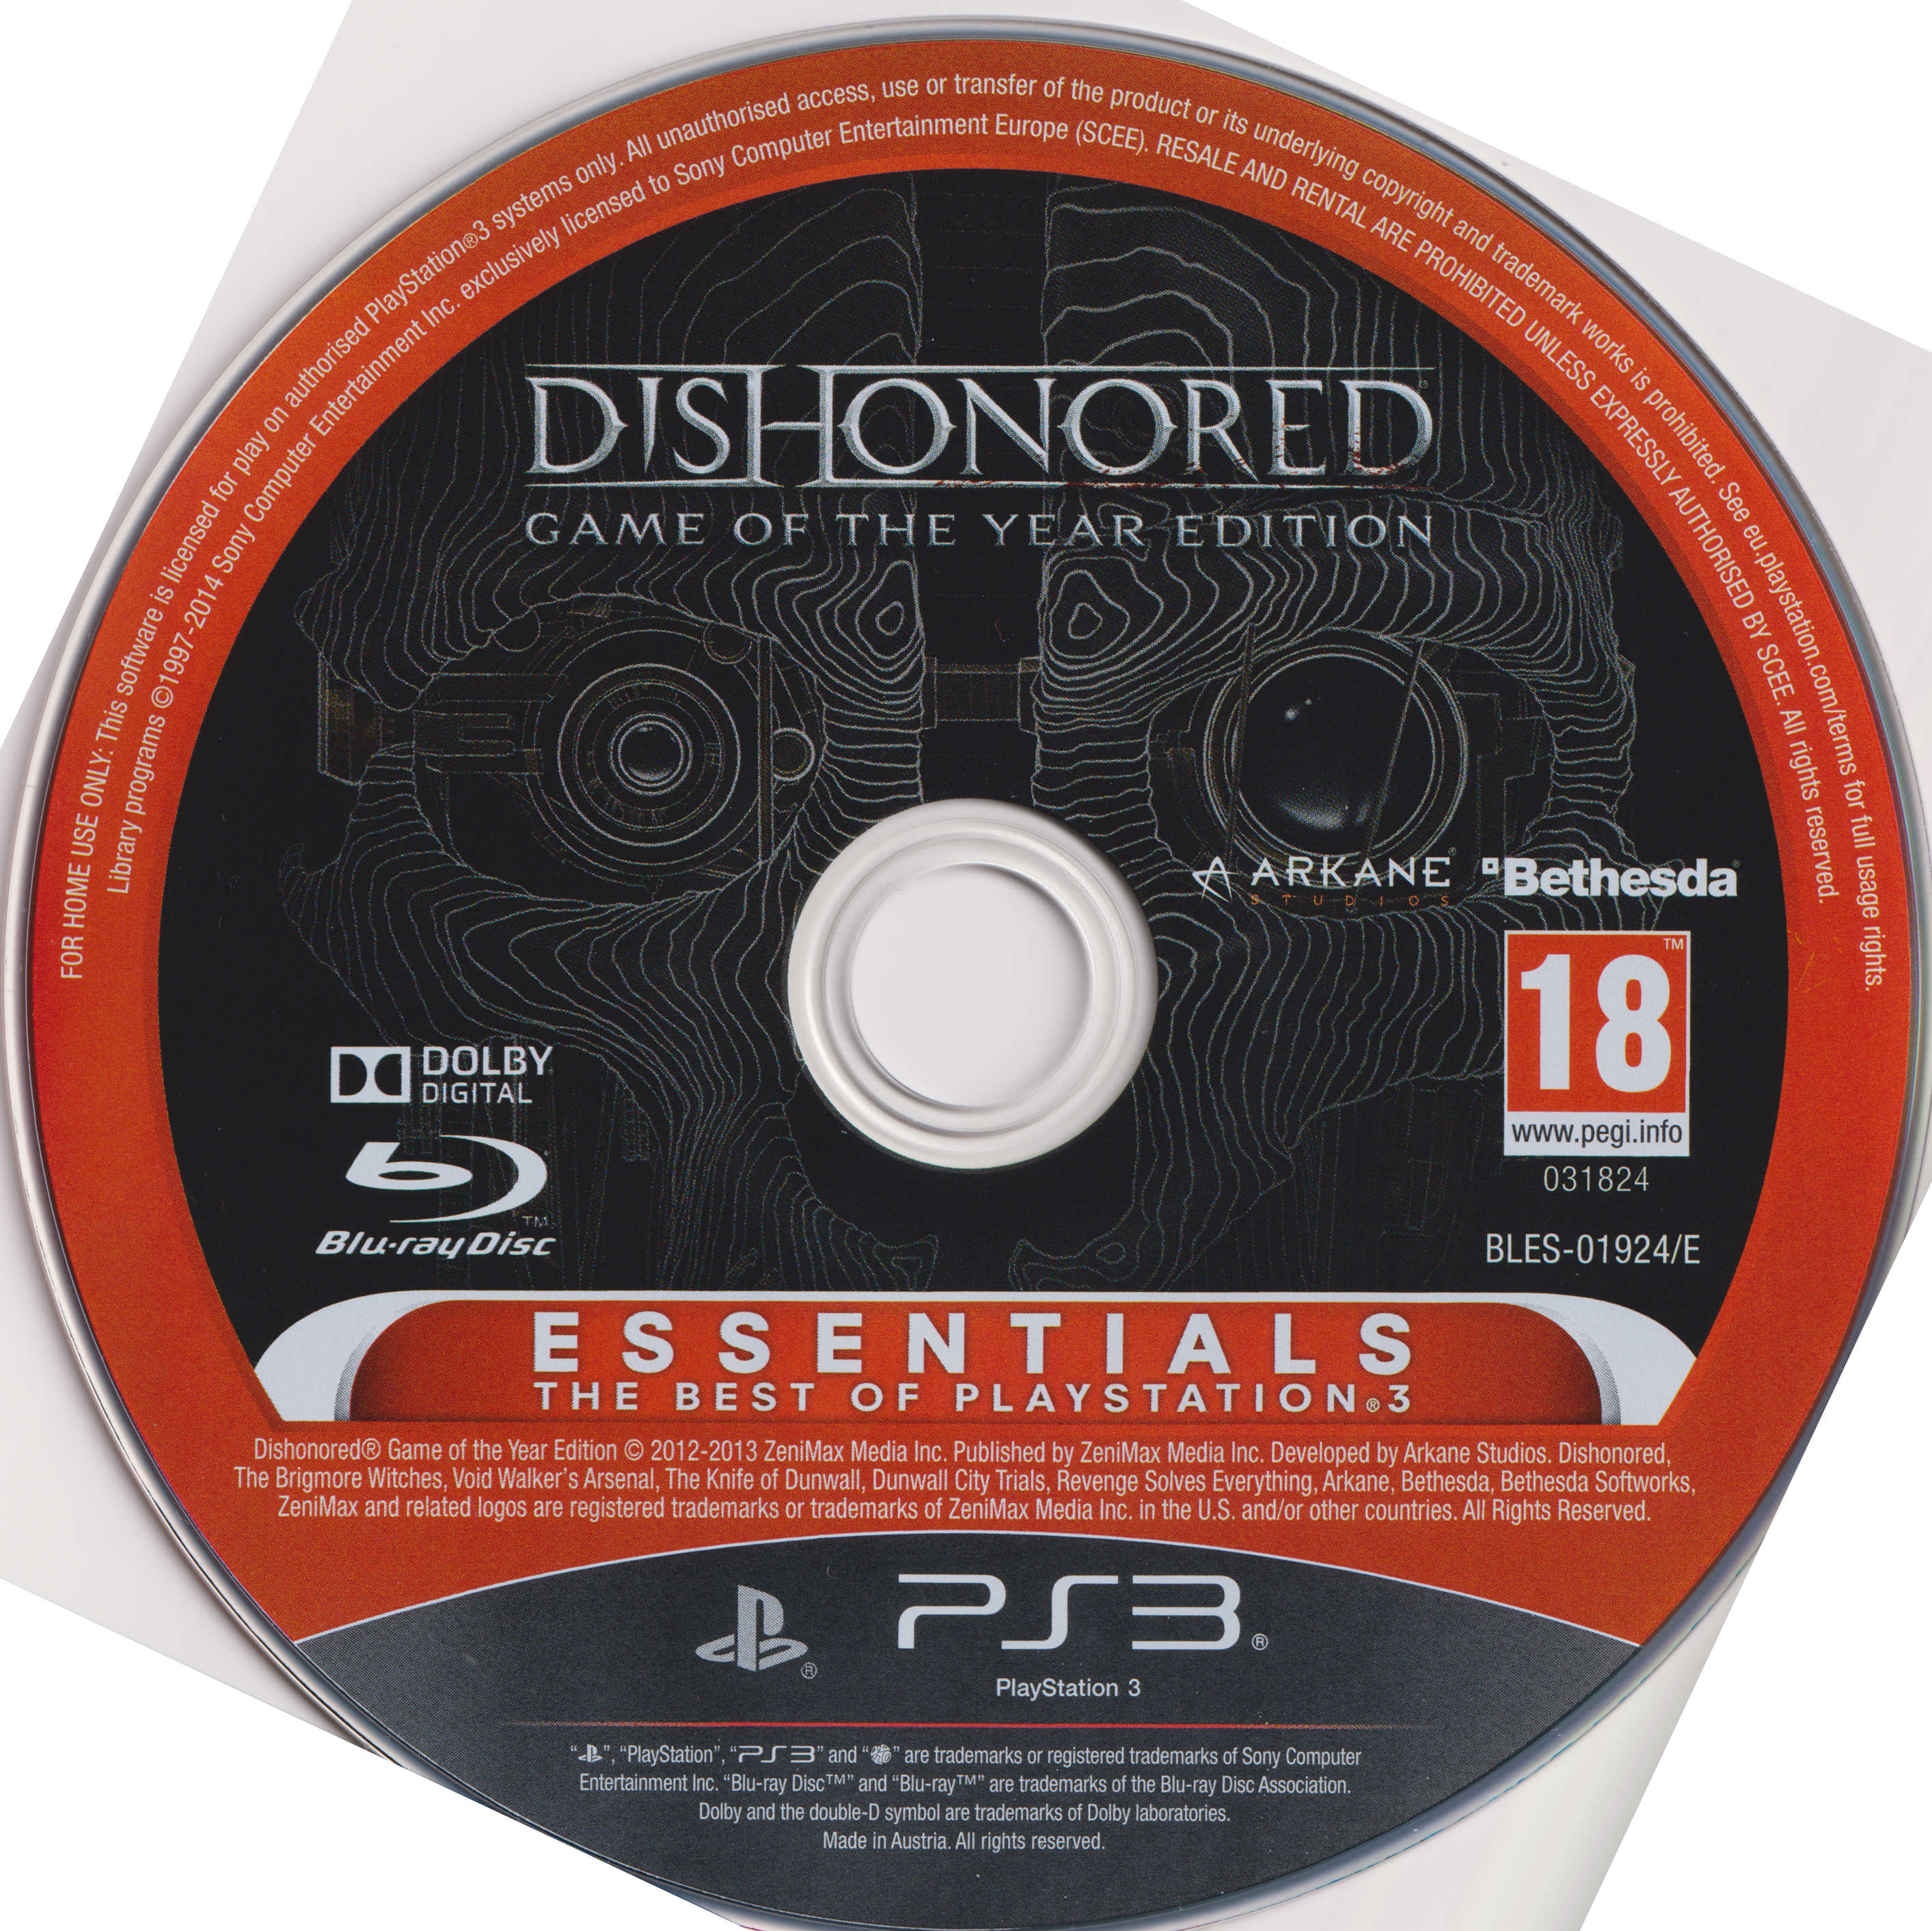 FOR HOME USE ONLY: This software is licensed for play on authorised PlayStation®3 systems only. All unauthorised access, use or transfer of the product or its underlying copyright and trademark works is prohibited. See eu.playstation.com/terms for full usage rights.
Library programs ©1997-2014 Sony Computer Entertainment Inc. exclusively licensed to Sony Computer Entertainment Europe (SCEE). RESALE AND RENTAL ARE PROHIBITED UNLESS EXPRESSLY AUTHORISED BY SCEE. All rights reserved.
DISHONORED®
GAME OF THE YEAR EDITION
ARKANE®
STUDIOS
Bethesda®
18™
www.pegi.info
031824
BLES-01924/E
DOLBY
DIGITAL
Blu-ray Disc™
ESSENTIALS
THE BEST OF PLAYSTATION®3
Dishonored® Game of the Year Edition © 2012-2013 ZeniMax Media Inc. Published by ZeniMax Media Inc. Developed by Arkane Studios. Dishonored,
The Brigmore Witches, Void Walker's Arsenal, The Knife of Dunwall, Dunwall City Trials, Revenge Solves Everything, Arkane, Bethesda, Bethesda Softworks,
ZeniMax and related logos are registered trademarks or trademarks of ZeniMax Media Inc. in the U.S. and/or other countries. All Rights Reserved.
PS3®
PlayStation 3
“ ”, “PlayStation”, “PS3” and “ ” are trademarks or registered trademarks of Sony Computer
Entertainment Inc. “Blu-ray Disc™” and “Blu-ray™” are trademarks of the Blu-ray Disc Association.
Dolby and the double-D symbol are trademarks of Dolby laboratories.
Made in Austria. All rights reserved.